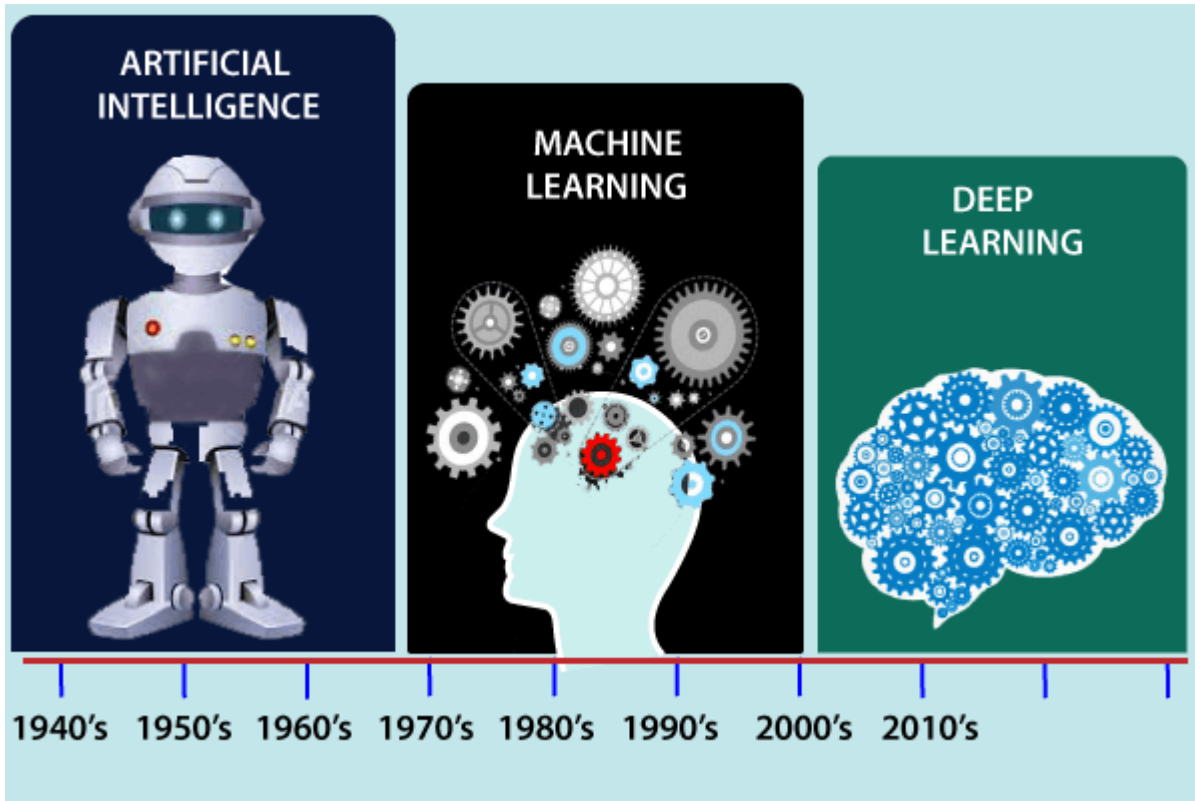 ARTIFICIAL
INTELLIGENCE
MACHINE
LEARNING
DEEP
LEARNING
1940's 1950's 1960's 1970's 1980's 1990's 2000's 2010's